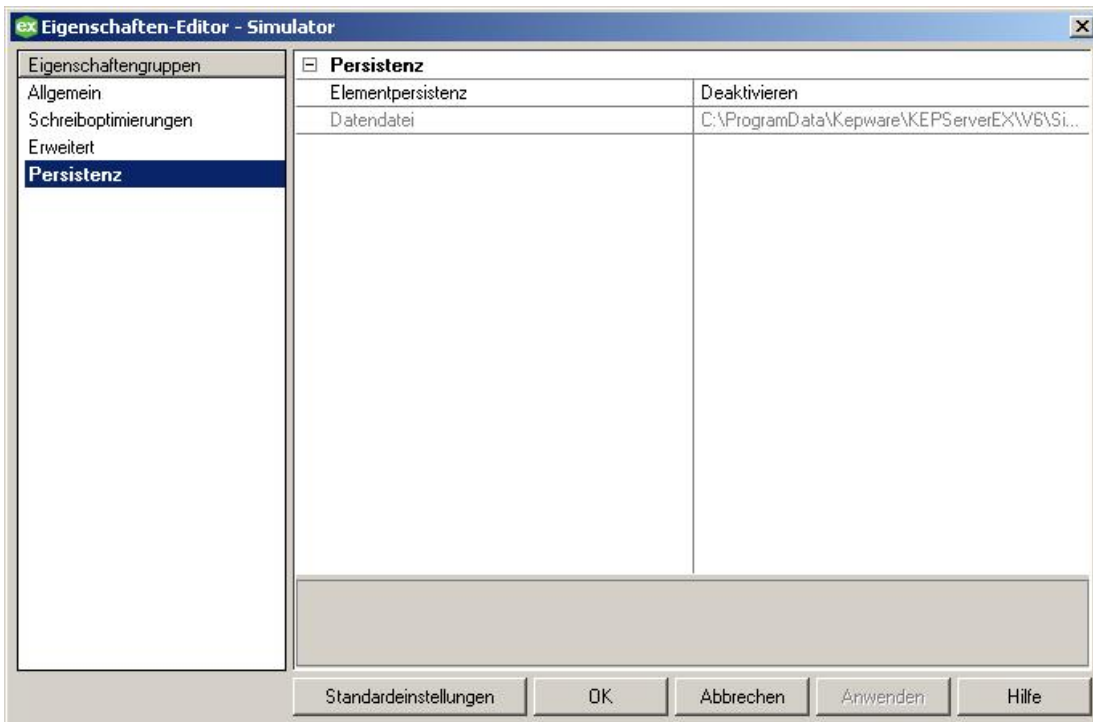 ex Eigenschaften-Editor - Simulator
Eigenschaftengruppen
Allgemein
Schreiboptimierungen
Erweitert
Persistenz
Persistenz
Elementpersistenz Deaktivieren
Datendatei C:\ProgramData\Kepware\KEPServerEX\V6\Si...
Standardeinstellungen OK Abbrechen Anwenden Hilfe